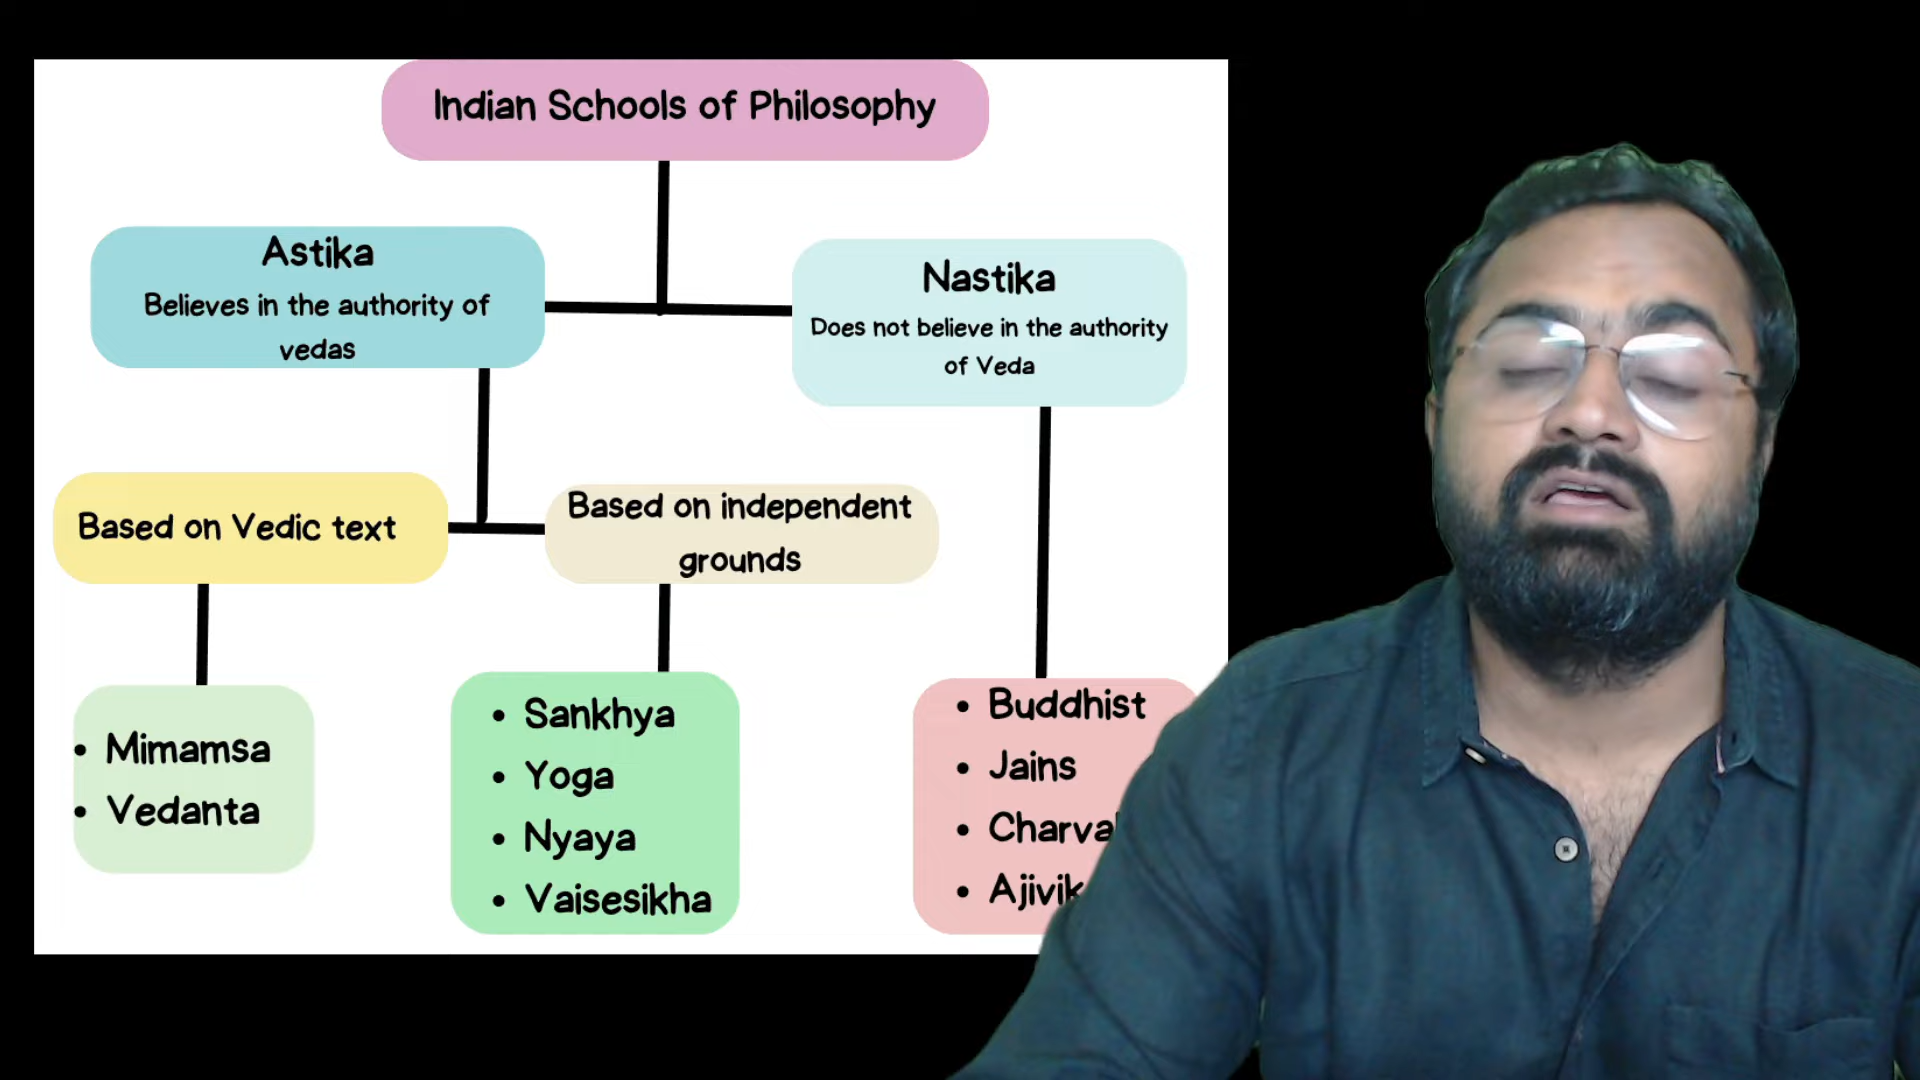 Indian Schools of Philosophy
Astika
Believes in the authority of
vedas
Nastika
Does not believe in the authority
of Veda
Based on Vedic text
Based on independent
grounds
• Mimamsa
• Vedanta
• Sankhya
• Yoga
• Nyaya
• Vaisesikha
• Buddhist
• Jains